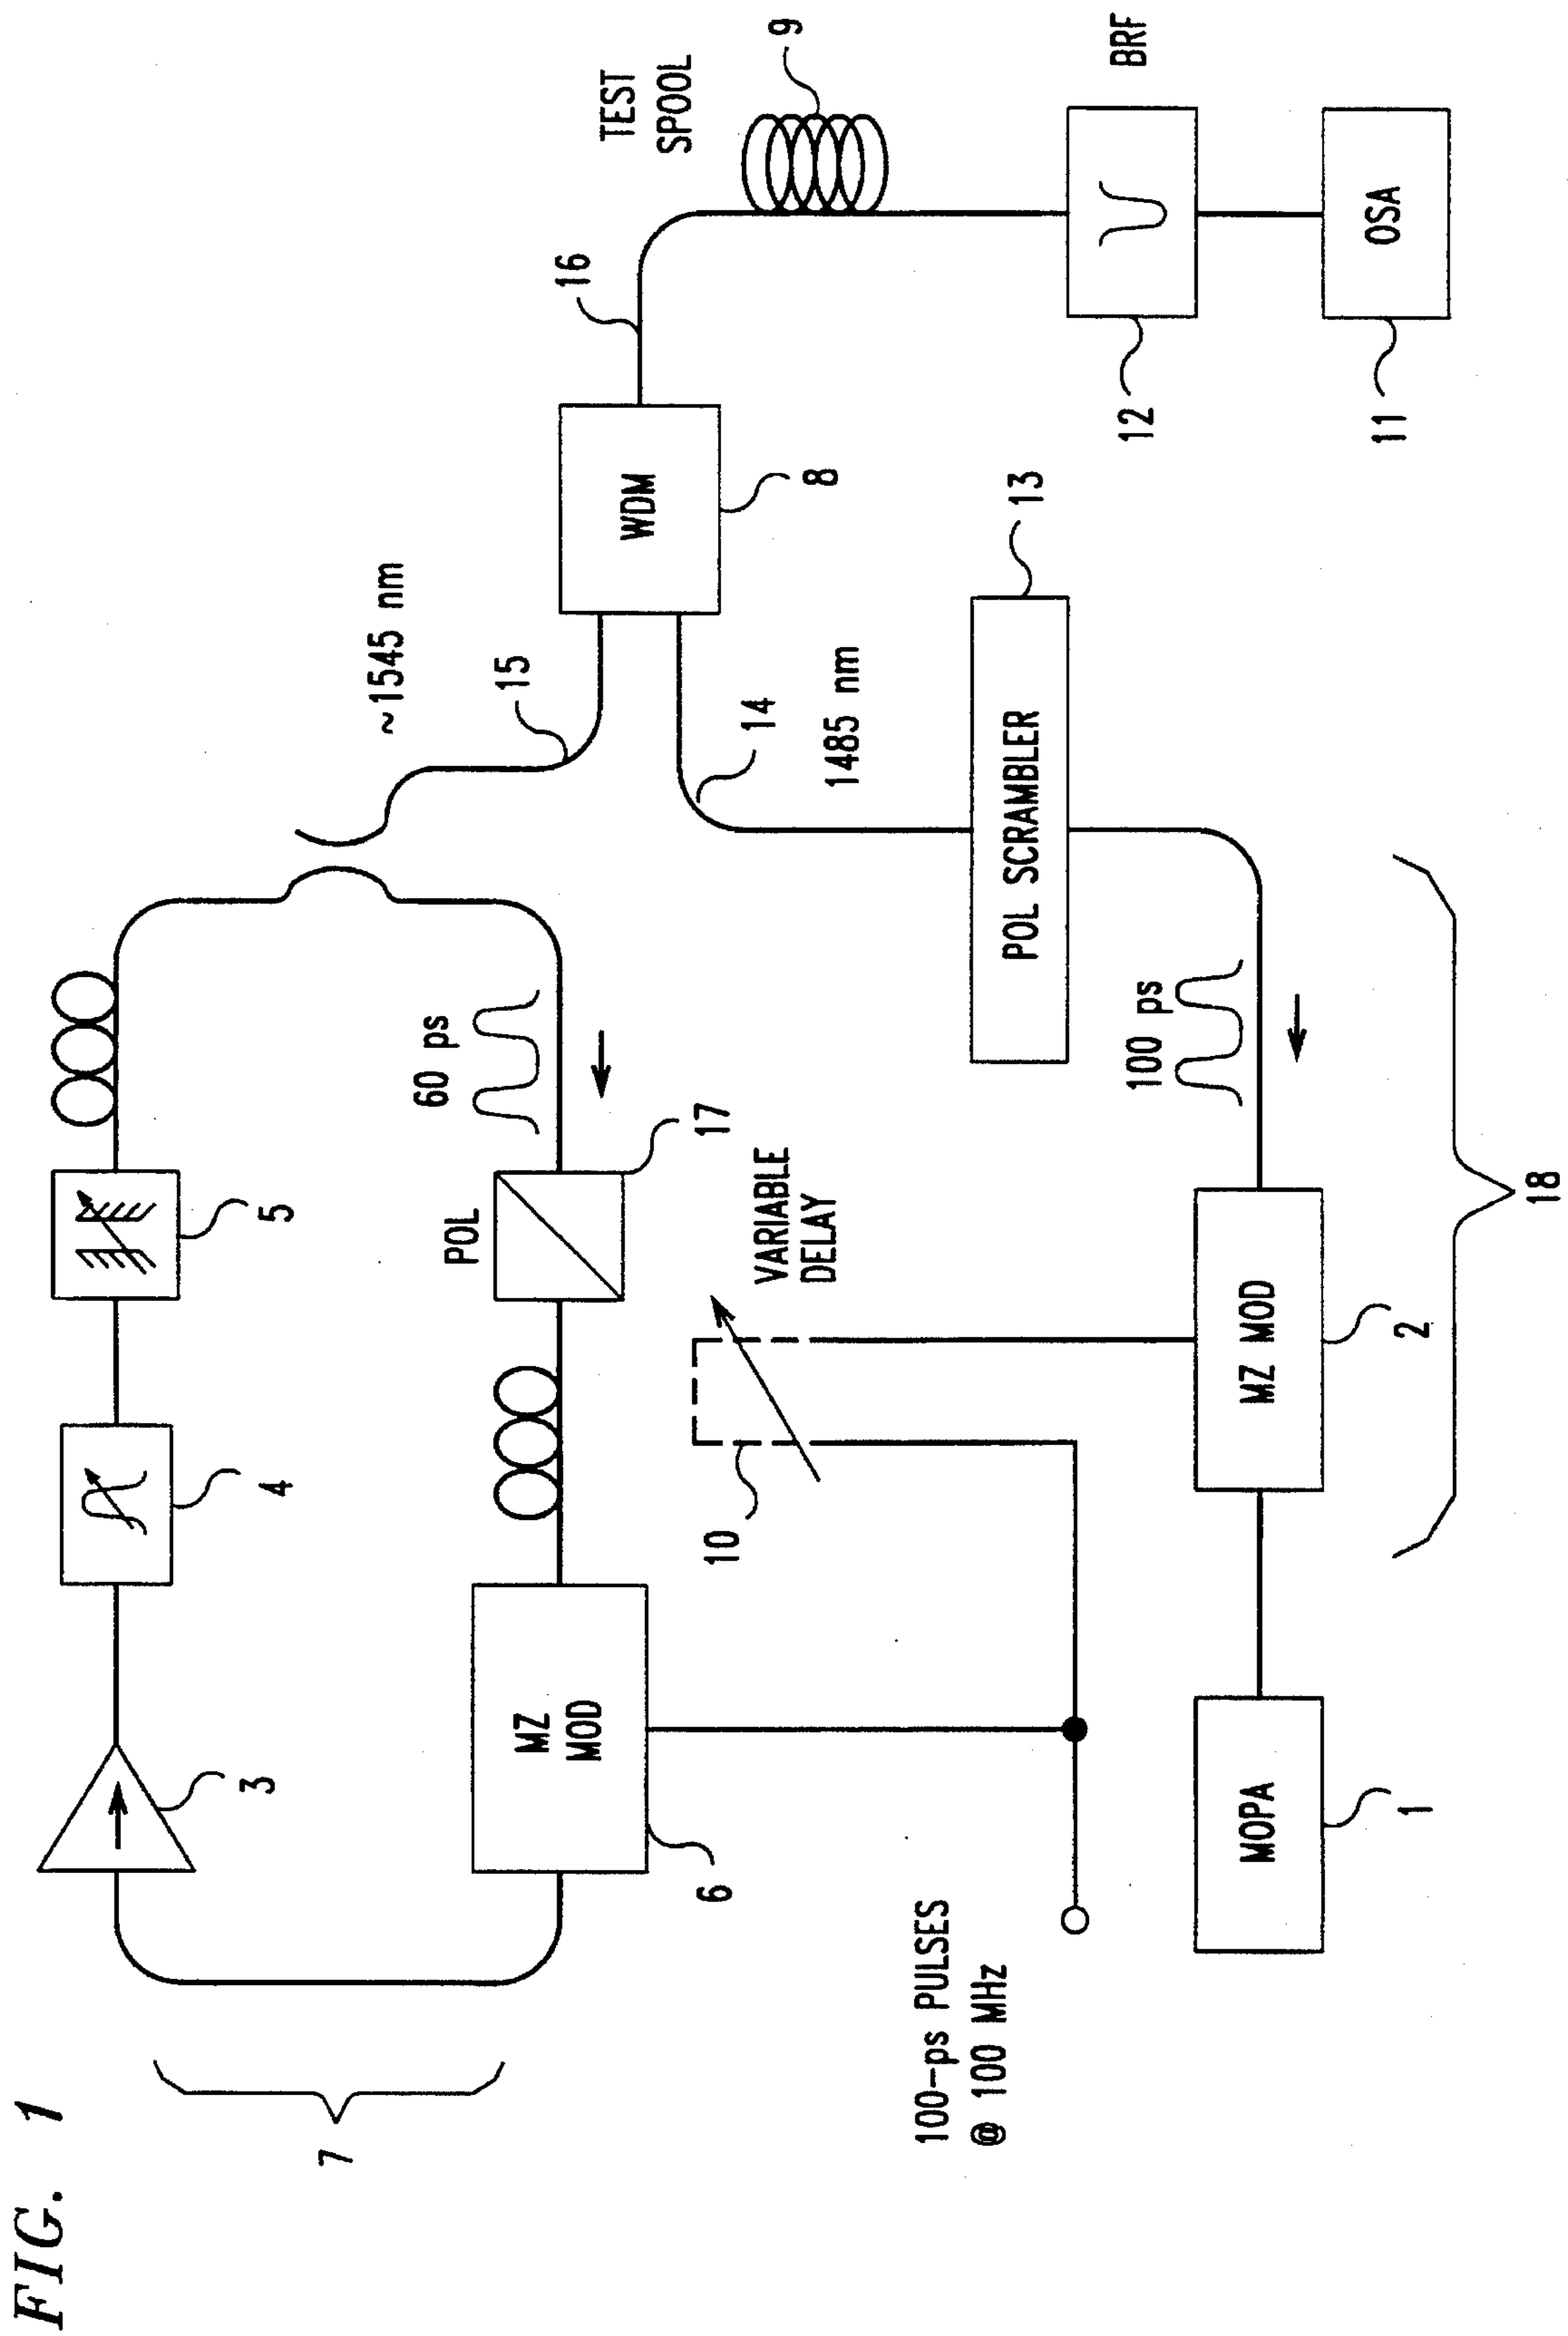 FIG. 1
7
3
4
5
6
MZ
MOD
60 ps
POL
17
~1545 nm
15
WDM
8
16
TEST
SPOOL
9
14
1485 nm
VARIABLE
DELAY
10
100-ps PULSES
@ 100 MHz
POL SCRAMBLER
13
100 ps
MOPA
1
MZ MOD
2
18
BRF
12
OSA
11